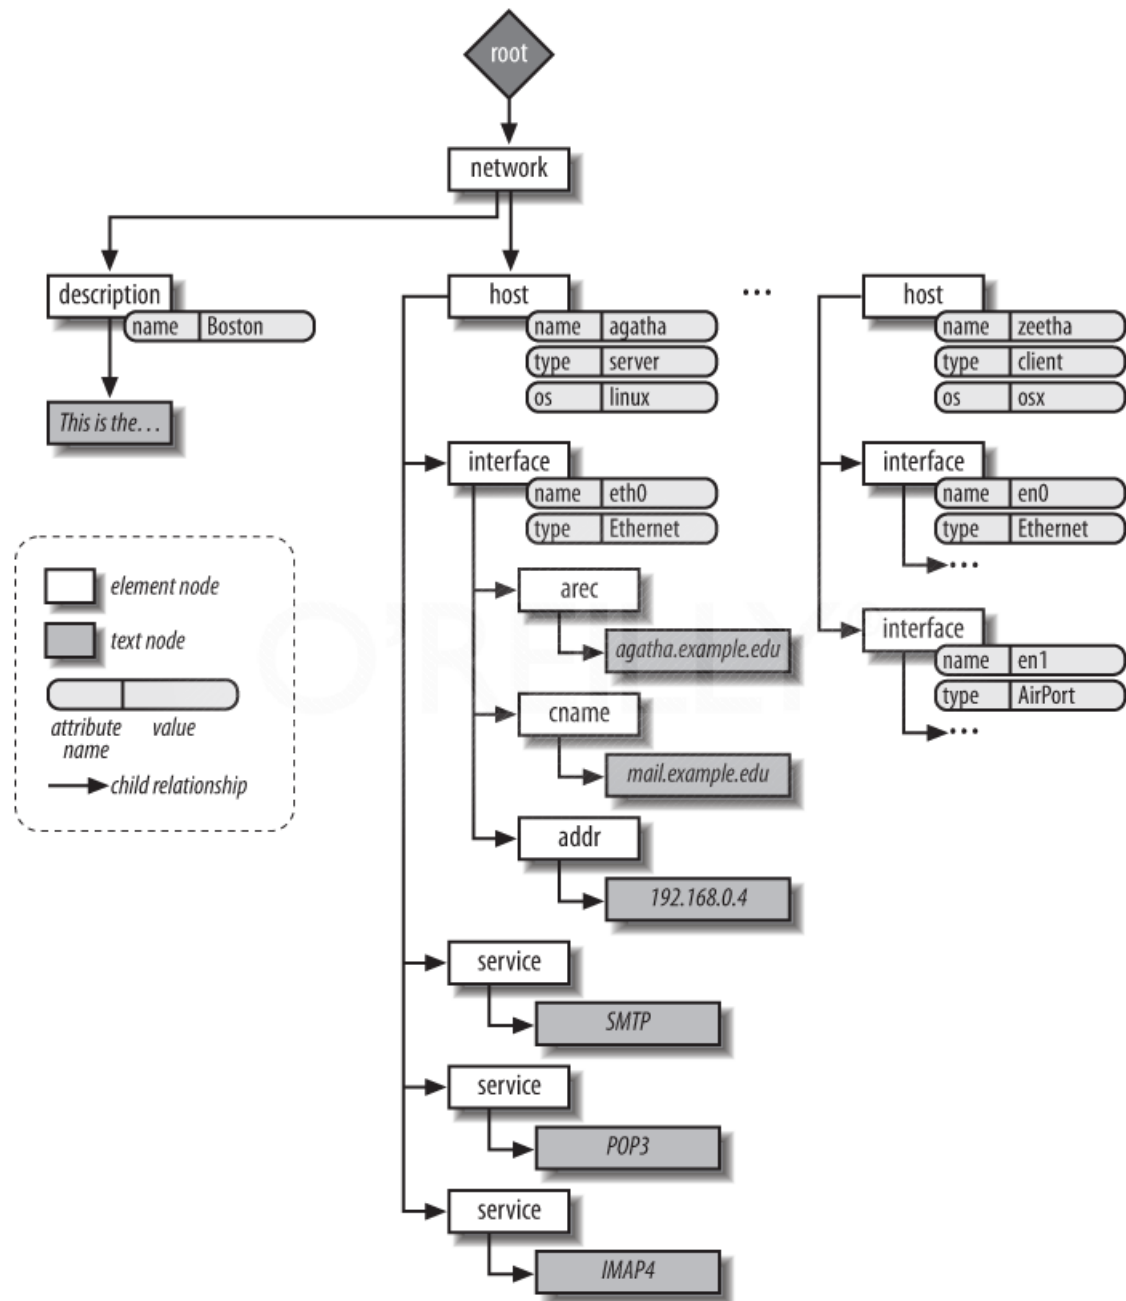 root
network
description
name Boston
This is the...
host
name agatha
type server
os linux
...
host
name zeetha
type client
os osx
interface
name eth0
type Ethernet
arec
agatha.example.edu
cname
mail.example.edu
addr
192.168.0.4
service
SMTP
service
POP3
service
IMAP4
interface
name en0
type Ethernet
...
interface
name en1
type AirPort
...
element node
text node
attribute name
value
child relationship
O'REILLY